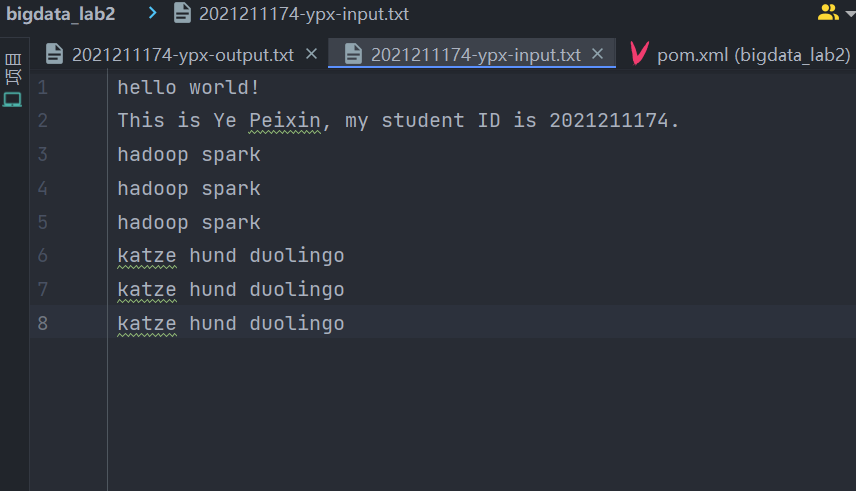 bigdata_lab2 > 2021211174-ypx-input.txt
2021211174-ypx-output.txt × 2021211174-ypx-input.txt × pom.xml (bigdata_lab2)
项目
1 hello world!
2 This is Ye Peixin, my student ID is 2021211174.
3 hadoop spark
4 hadoop spark
5 hadoop spark
6 katze hund duolingo
7 katze hund duolingo
8 katze hund duolingo